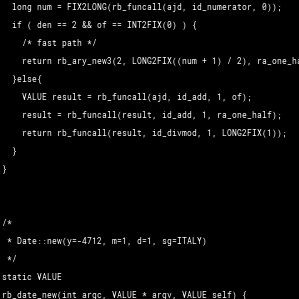 long num = FIX2LONG(rb_funcall(ajd, id_numerator, 0));
if ( den == 2 && of == INT2FIX(0) ) {
/* fast path */
return rb_ary_new3(2, LONG2FIX((num + 1) / 2), ra_one_ha
}else{
VALUE result = rb_funcall(ajd, id_add, 1, of);
result = rb_funcall(result, id_add, 1, ra_one_half);
return rb_funcall(result, id_divmod, 1, LONG2FIX(1));
}
}
/*
* Date::new(y=-4712, m=1, d=1, sg=ITALY)
*/
static VALUE
rb_date_new(int argc, VALUE * argv, VALUE self) {